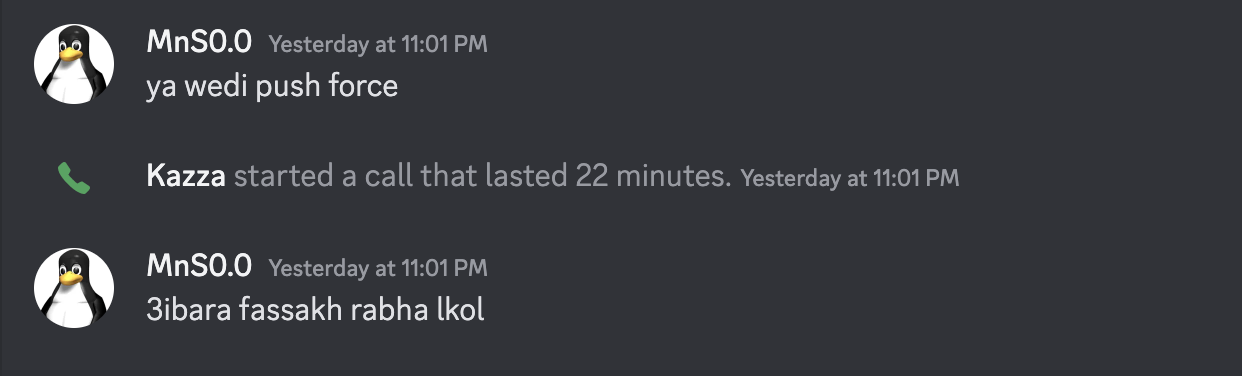 MnS0.0 Yesterday at 11:01 PM
ya wedi push force
Kazza started a call that lasted 22 minutes. Yesterday at 11:01 PM
MnS0.0 Yesterday at 11:01 PM
3ibara fassakh rabha lkol